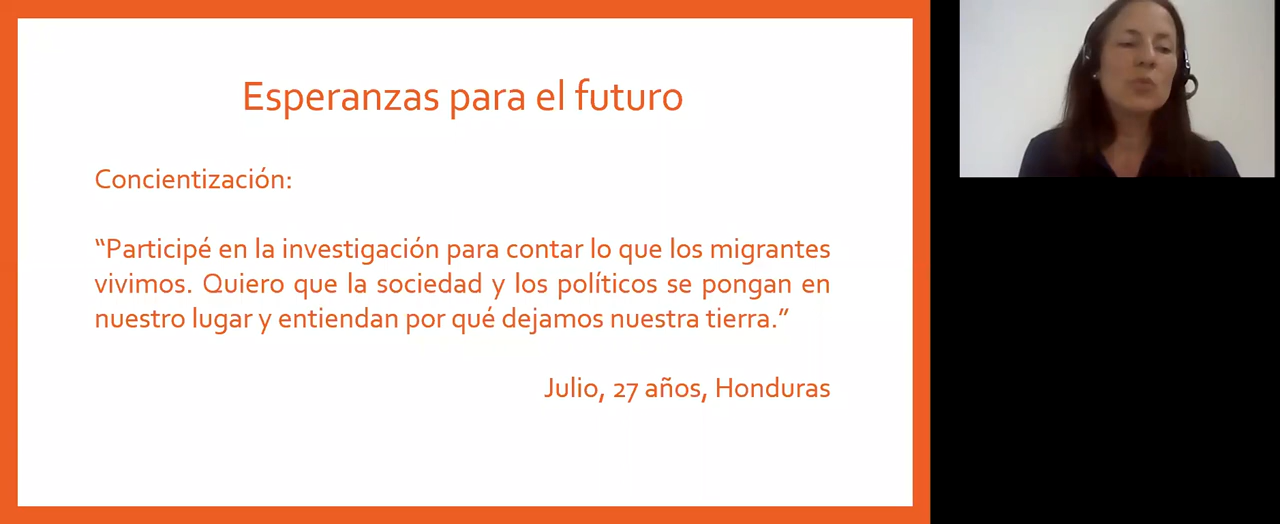 Esperanzas para el futuro
Concientización:
“Participé en la investigación para contar lo que los migrantes
vivimos. Quiero que la sociedad y los políticos se pongan en
nuestro lugar y entiendan por qué dejamos nuestra tierra.”
Julio, 27 años, Honduras